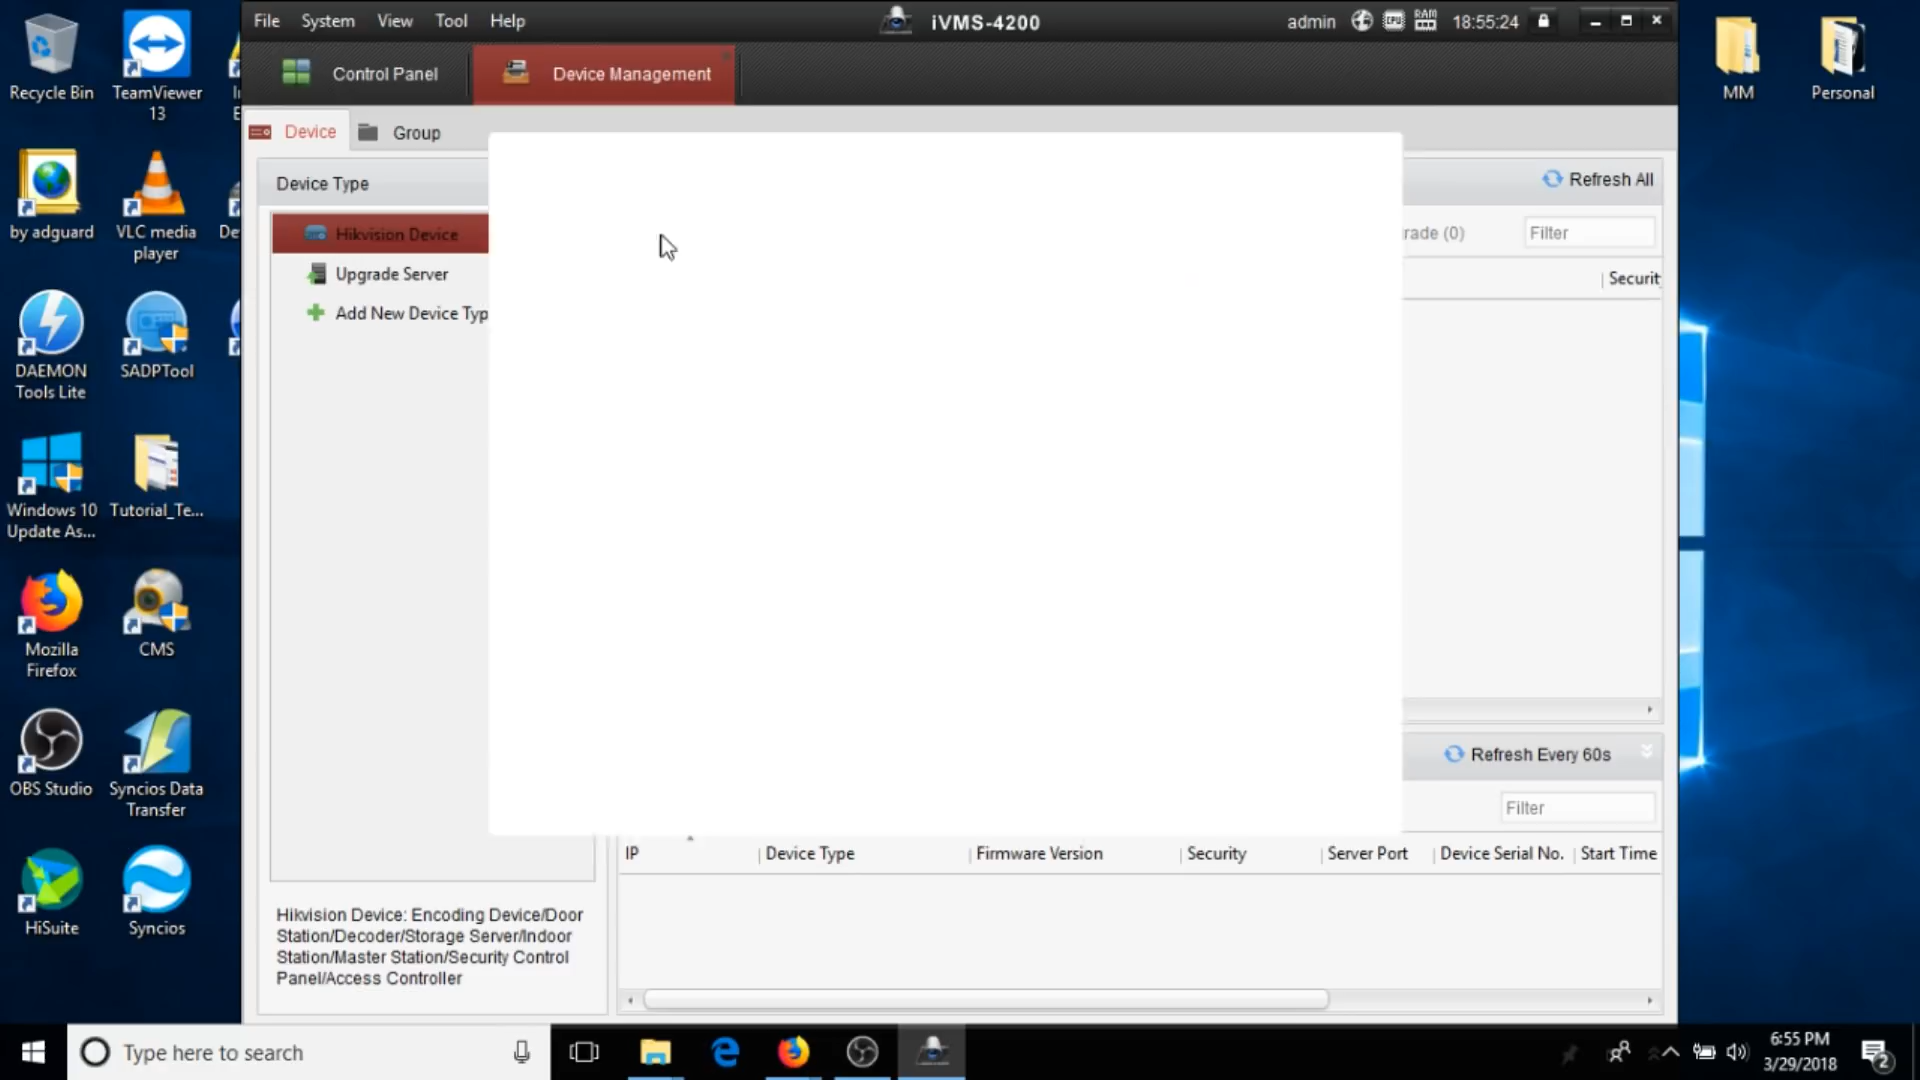 File System View Tool Help
iVMS-4200
admin
CPU
RAM
18:55:24
Control Panel
Device Management
Device
Group
Device Type
Hikvision Device
Upgrade Server
Add New Device Typ
Refresh All
rade (0)
Filter
Securit
Refresh Every 60s
Filter
IP Device Type Firmware Version Security Server Port Device Serial No. Start Time
Hikvision Device: Encoding Device/Door
Station/Decoder/Storage Server/Indoor
Station/Master Station/Security Control
Panel/Access Controller
Recycle Bin
TeamViewer
13
by adguard
VLC media
player
De
DAEMON
Tools Lite
SADPTool
Windows 10
Update As...
Tutorial_Te...
Mozilla
Firefox
CMS
OBS Studio
Syncios Data
Transfer
HiSuite
Syncios
MM
Personal
Type here to search
6:55 PM
3/29/2018
2